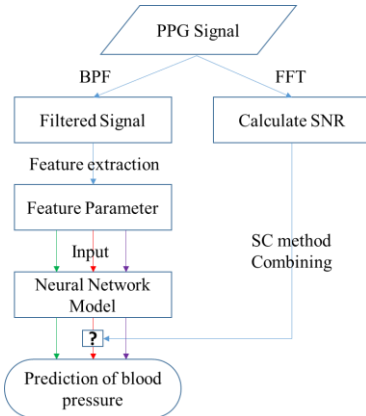 PPG Signal
BPF
FFT
Filtered Signal
Calculate SNR
Feature extraction
Feature Parameter
Input
SC method
Combining
Neural Network
Model
?
Prediction of blood
pressure